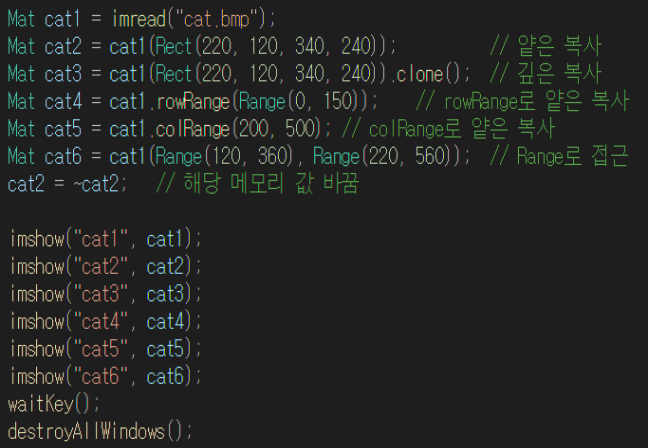 Mat cat1 = imread("cat.bmp");
Mat cat2 = cat1(Rect(220, 120, 340, 240)); // 얕은 복사
Mat cat3 = cat1(Rect(220, 120, 340, 240)).clone(); // 깊은 복사
Mat cat4 = cat1.rowRange(Range(0, 150)); // rowRange로 얕은 복사
Mat cat5 = cat1.colRange(200, 500); // colRange로 얕은 복사
Mat cat6 = cat1(Range(120, 360), Range(220, 560)); // Range로 접근
cat2 = ~cat2; // 해당 메모리 값 바꿈
imshow("cat1", cat1);
imshow("cat2", cat2);
imshow("cat3", cat3);
imshow("cat4", cat4);
imshow("cat5", cat5);
imshow("cat6", cat6);
waitKey();
destroyAllWindows();